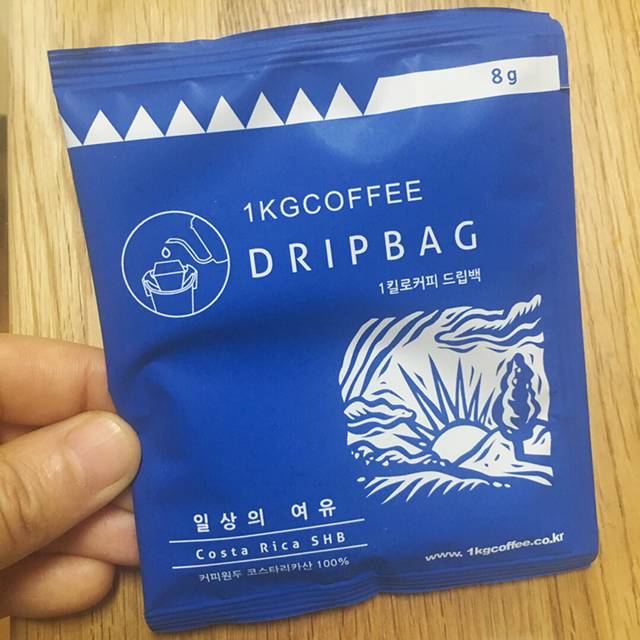 8g
1KGCOFFEE
DRIPBAG
1킬로커피 드립백
일상의 여유
Costa Rica SHB
커피원두 코스타리카산 100%
www.1kgcoffee.co.kr